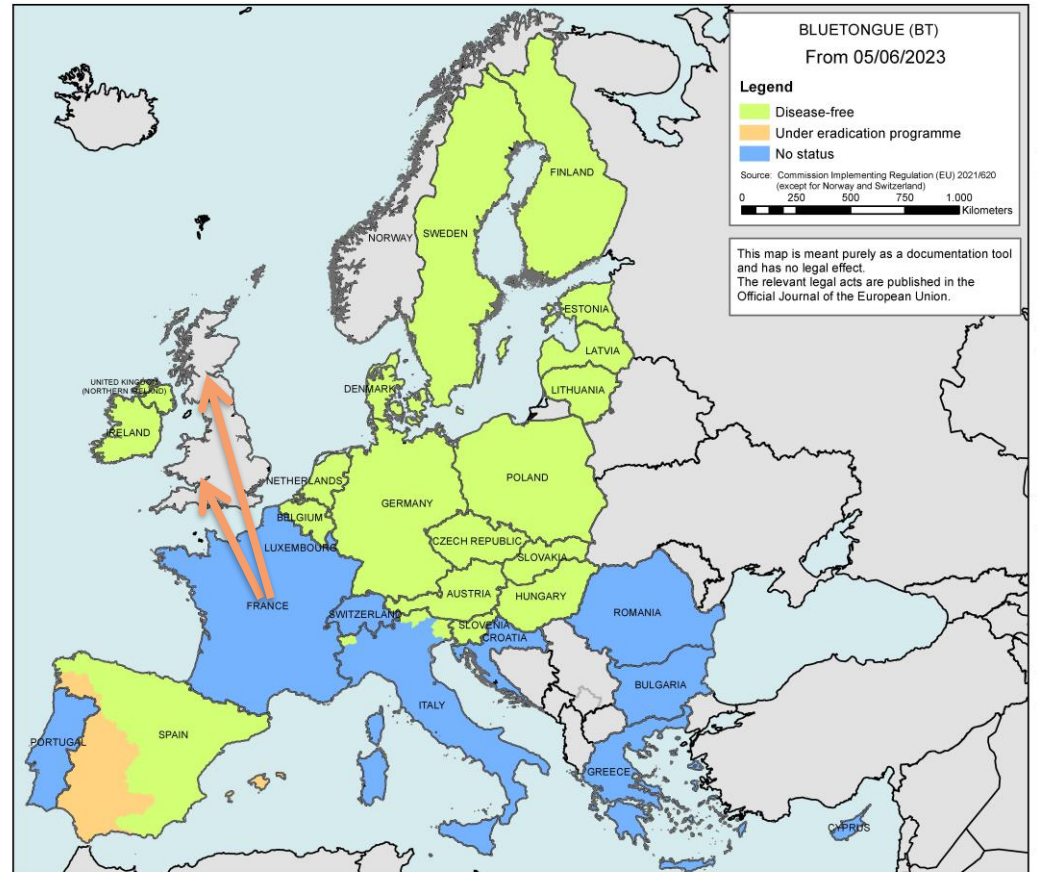 BLUETONGUE (BT)
From 05/06/2023
Legend
Disease-free
Under eradication programme
No status
Source: Commission Implementing Regulation (EU) 2021/620
(except for Norway and Switzerland)
0 250 500 750 1.000
Kilometers
This map is meant purely as a documentation tool
and has no legal effect.
The relevant legal acts are published in the
Official Journal of the European Union.
FINLAND
NORWAY
SWEDEN
ESTONIA
LATVIA
LITHUANIA
DENMARK
UNITED KINGDOM
(NORTHERN IRELAND)
IRELAND
NETHERLANDS
POLAND
GERMANY
BELGIUM
CZECH REPUBLIC
LUXEMBOURG
SLOVAKIA
AUSTRIA
HUNGARY
FRANCE
SWITZERLAND
ROMANIA
SLOVENIA
CROATIA
BULGARIA
ITALY
SPAIN
PORTUGAL
GREECE
CYPRUS